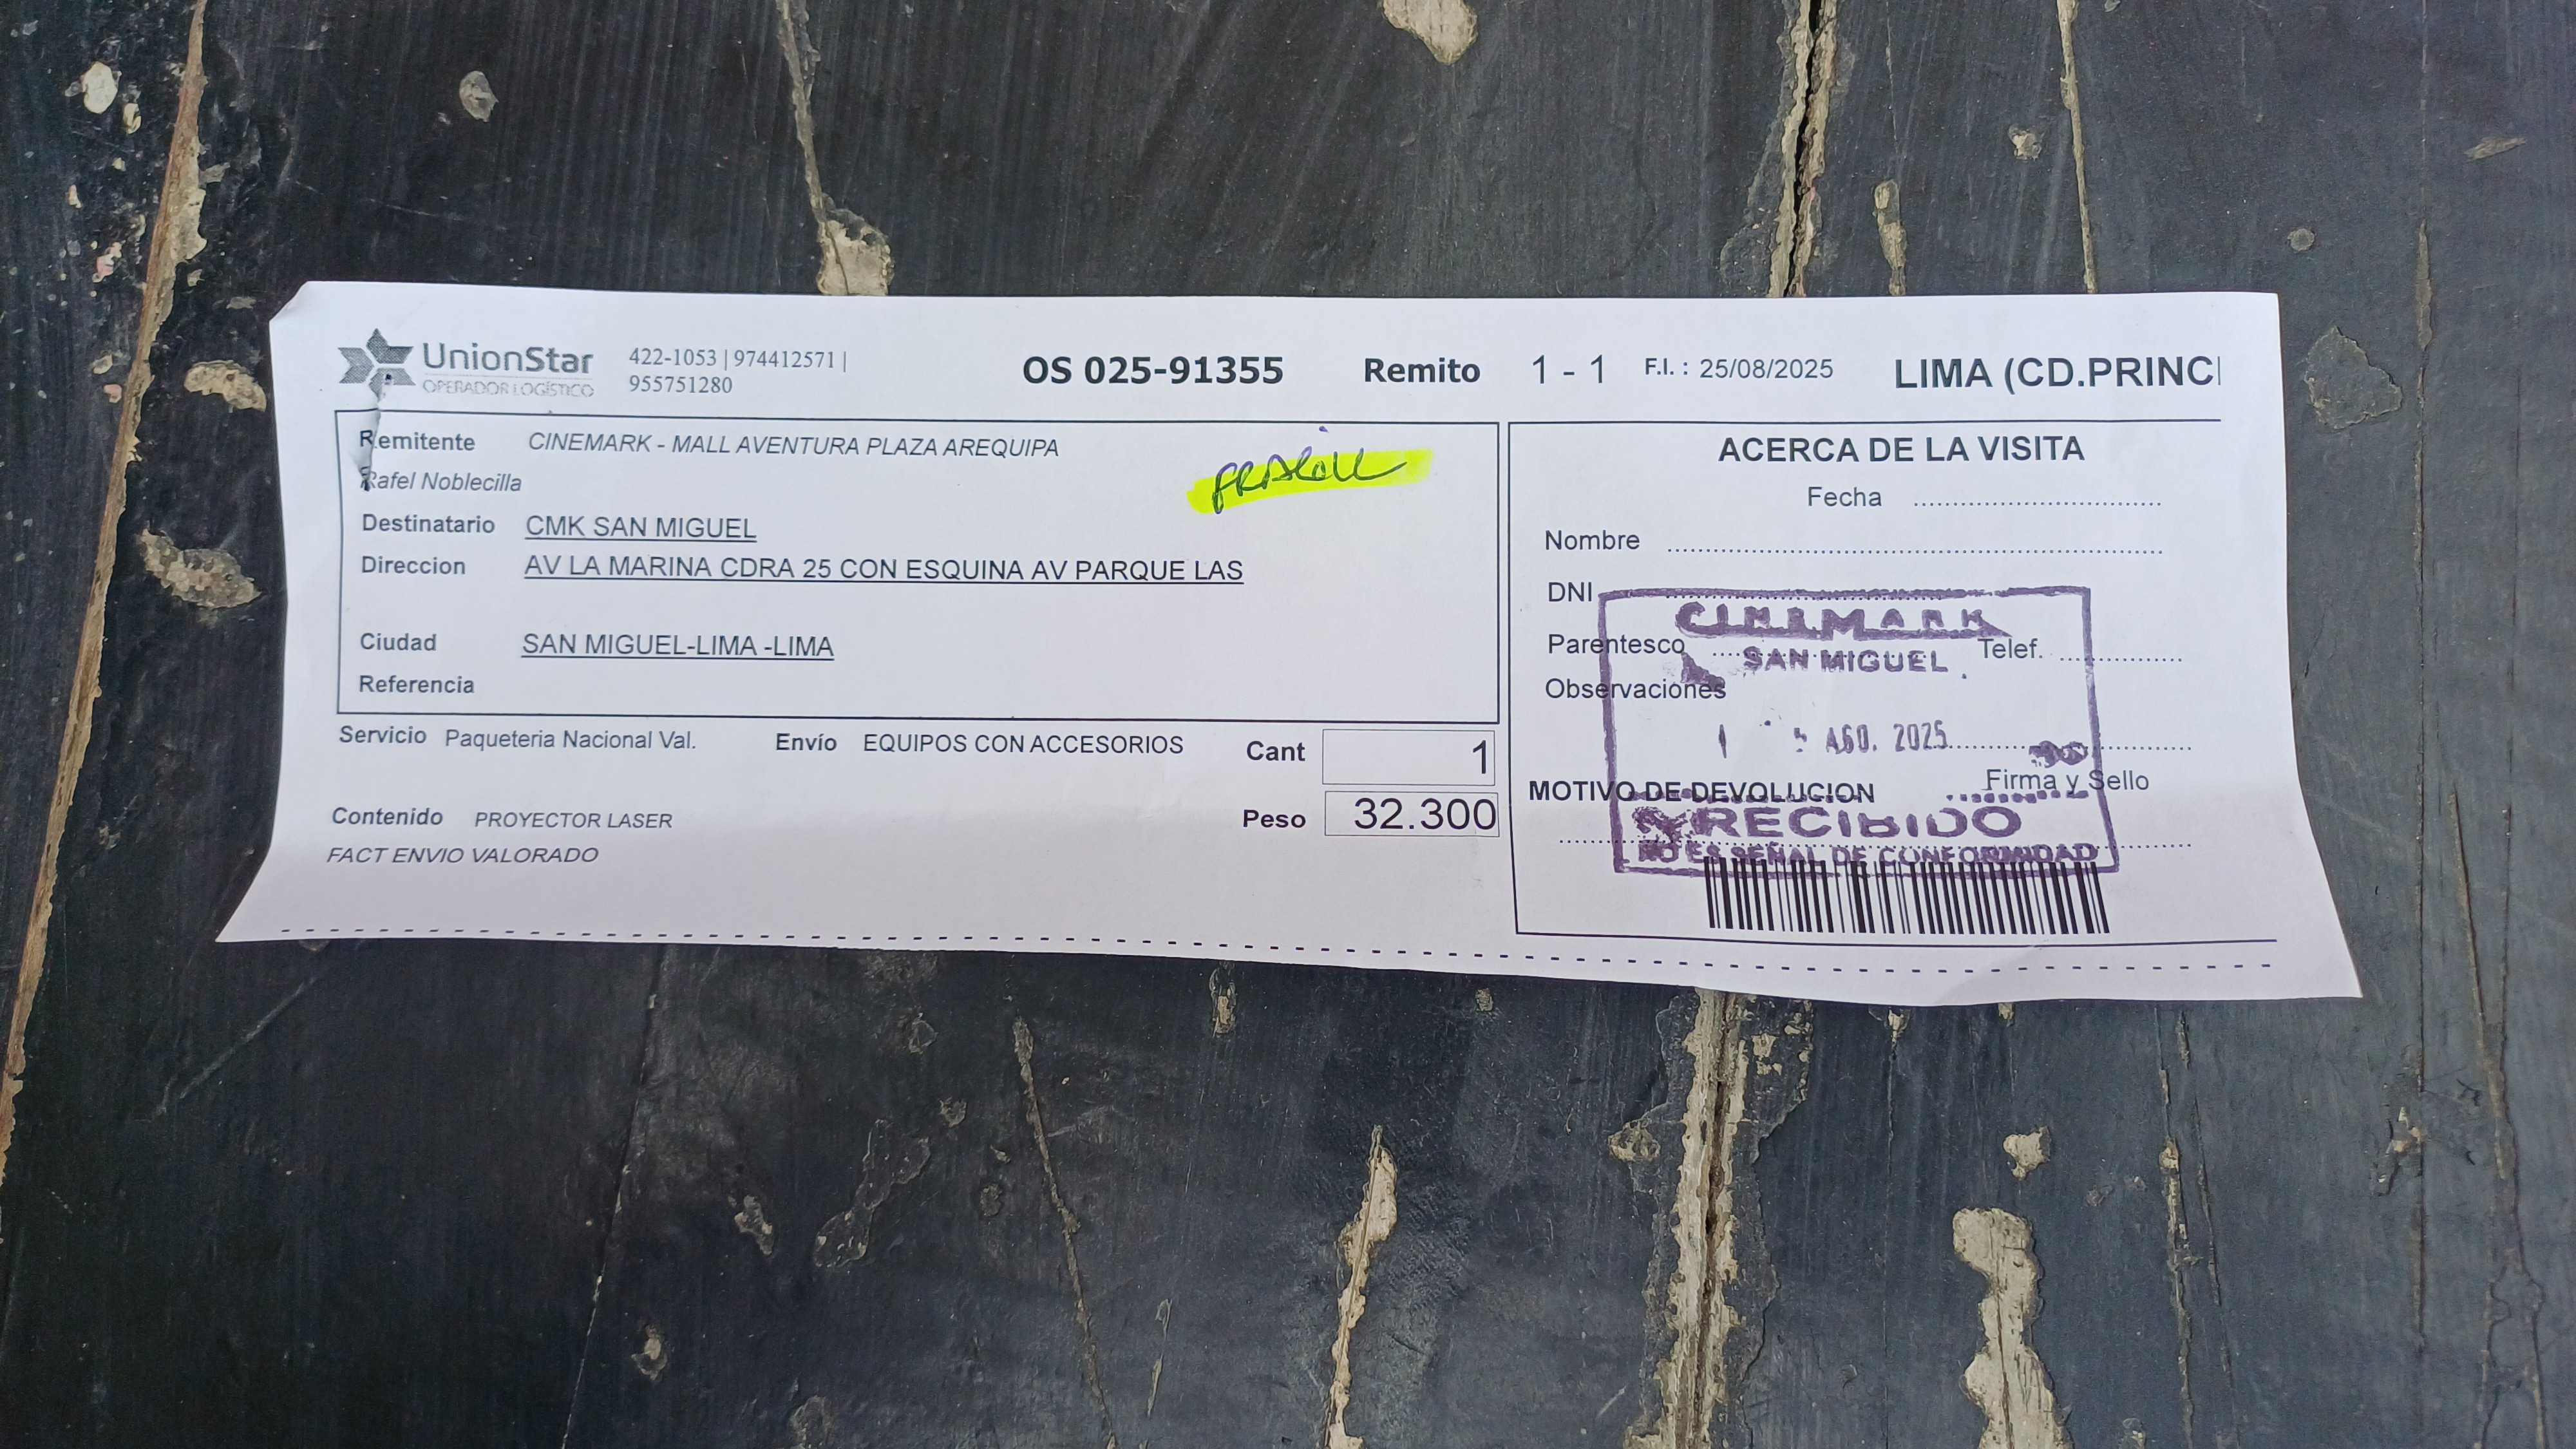 UnionStar
OPERADOR LOGÍSTICO
422-1053 | 974412571 |
955751280
OS 025-91355 Remito 1 - 1 F.I. : 25/08/2025 LIMA (CD.PRINCI
Remitente CINEMARK - MALL AVENTURA PLAZA AREQUIPA
Rafel Noblecilla
Destinatario CMK SAN MIGUEL
Direccion AV LA MARINA CDRA 25 CON ESQUINA AV PARQUE LAS
Ciudad SAN MIGUEL-LIMA -LIMA
Referencia
Servicio Paqueteria Nacional Val. Envío EQUIPOS CON ACCESORIOS Cant 1
Contenido PROYECTOR LASER Peso 32.300
FACT ENVIO VALORADO
ACERCA DE LA VISITA
Fecha
Nombre
DNI
Parentesco Telef.
Observaciones
Firma y Sello
MOTIVO DE DEVOLUCION
CINEMARK
SAN MIGUEL
AGO. 2025
RECIBIDO
NO ES SEÑAL DE CONFORMIDAD